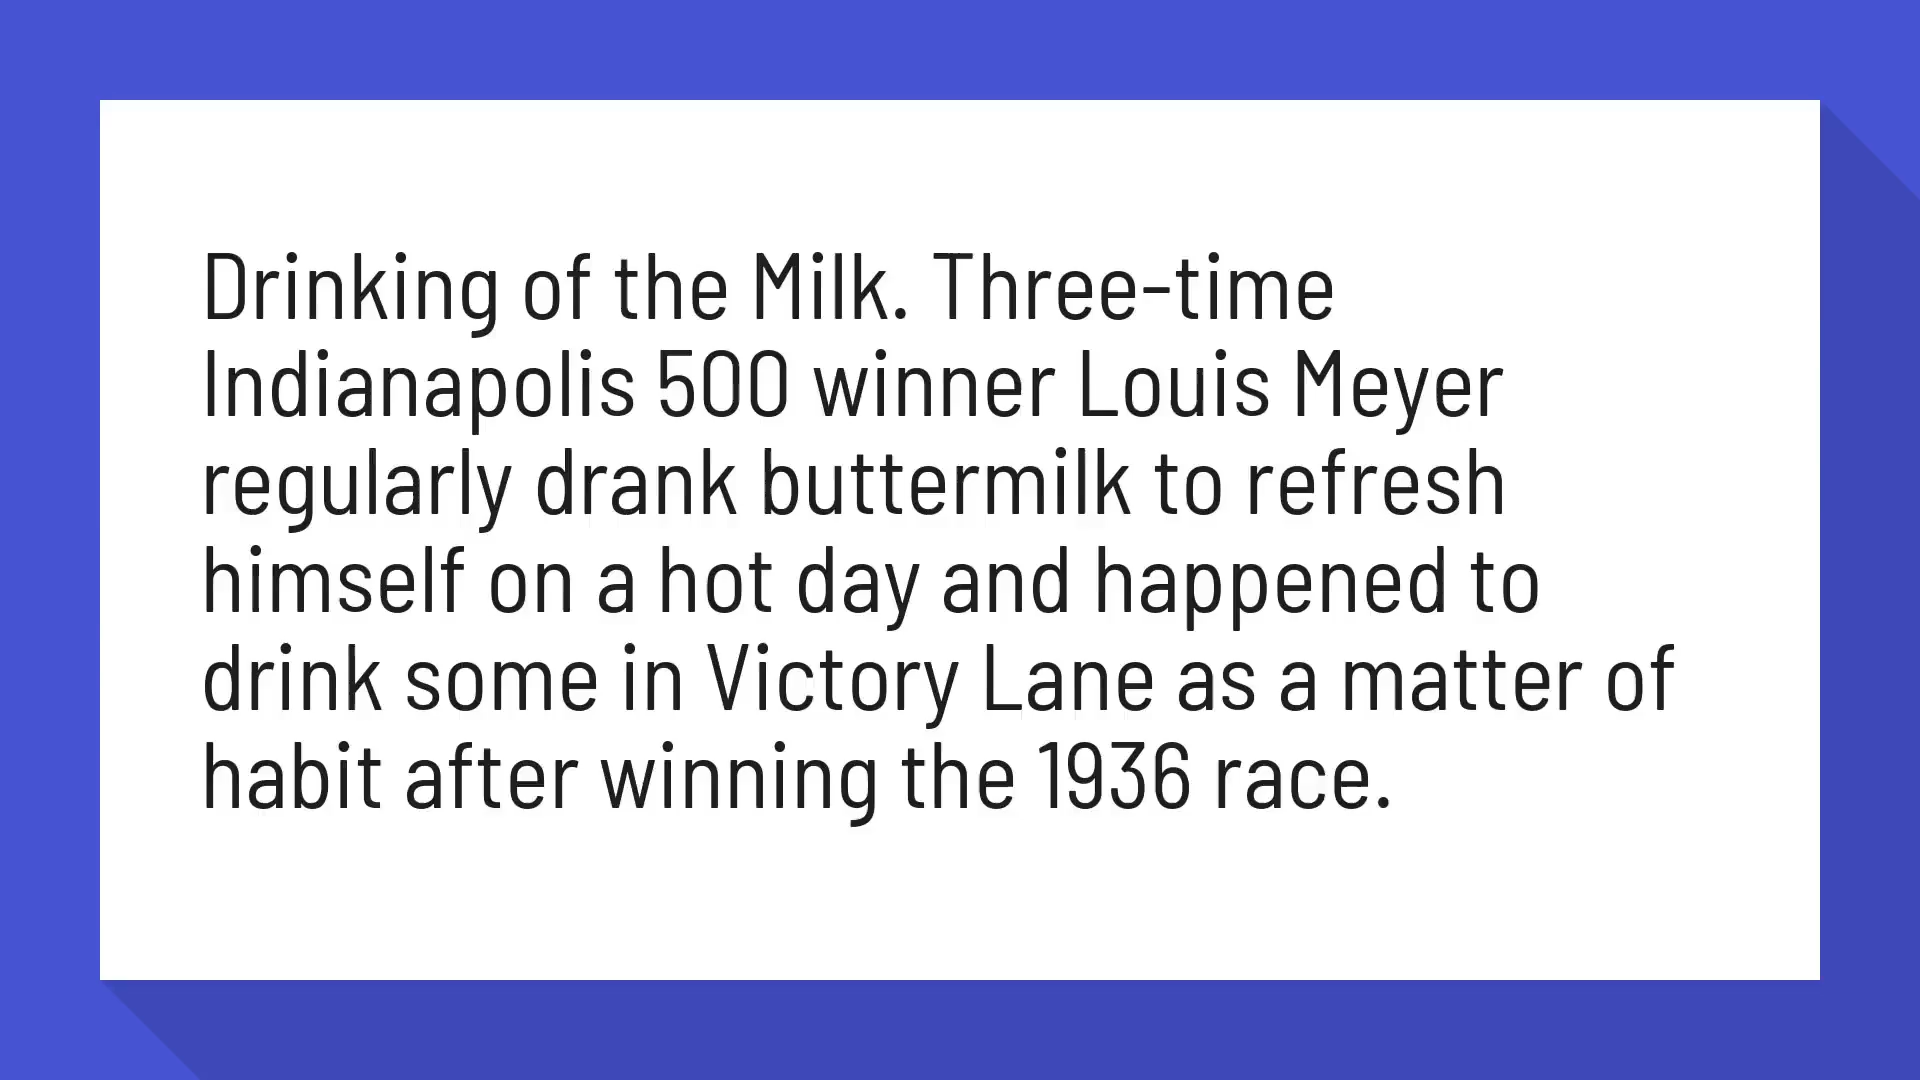 Drinking of the Milk. Three-time
Indianapolis 500 winner Louis Meyer
regularly drank buttermilk to refresh
himself on a hot day and happened to
drink some in Victory Lane as a matter of
habit after winning the 1936 race.